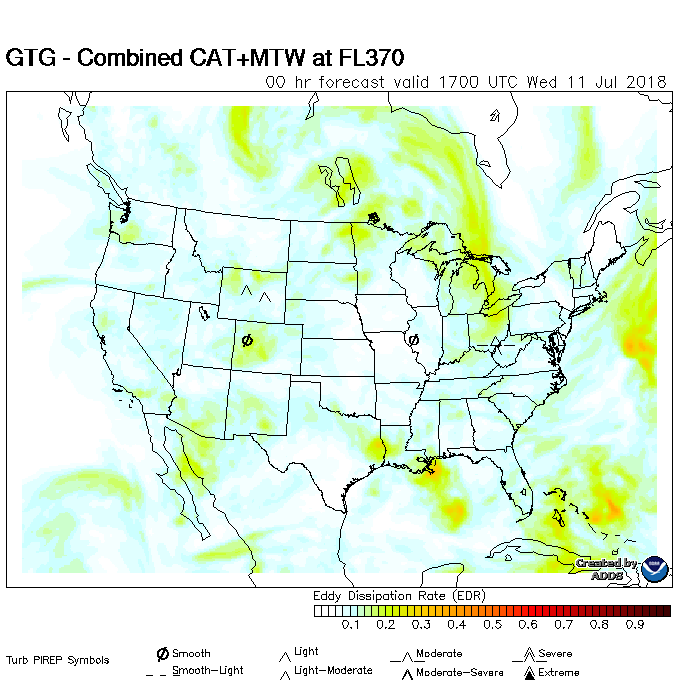 GTG - Combined CAT+MTW at FL370
00 hr forecast valid 1700 UTC Wed 11 Jul 2018
Created by
ADDS
Eddy Dissipation Rate (EDR)
0.1 0.2 0.3 0.4 0.5 0.6 0.7 0.8 0.9
Turb PIREP Symbols
Smooth Light Moderate Severe
Smooth-Light Light-Moderate Moderate-Severe Extreme